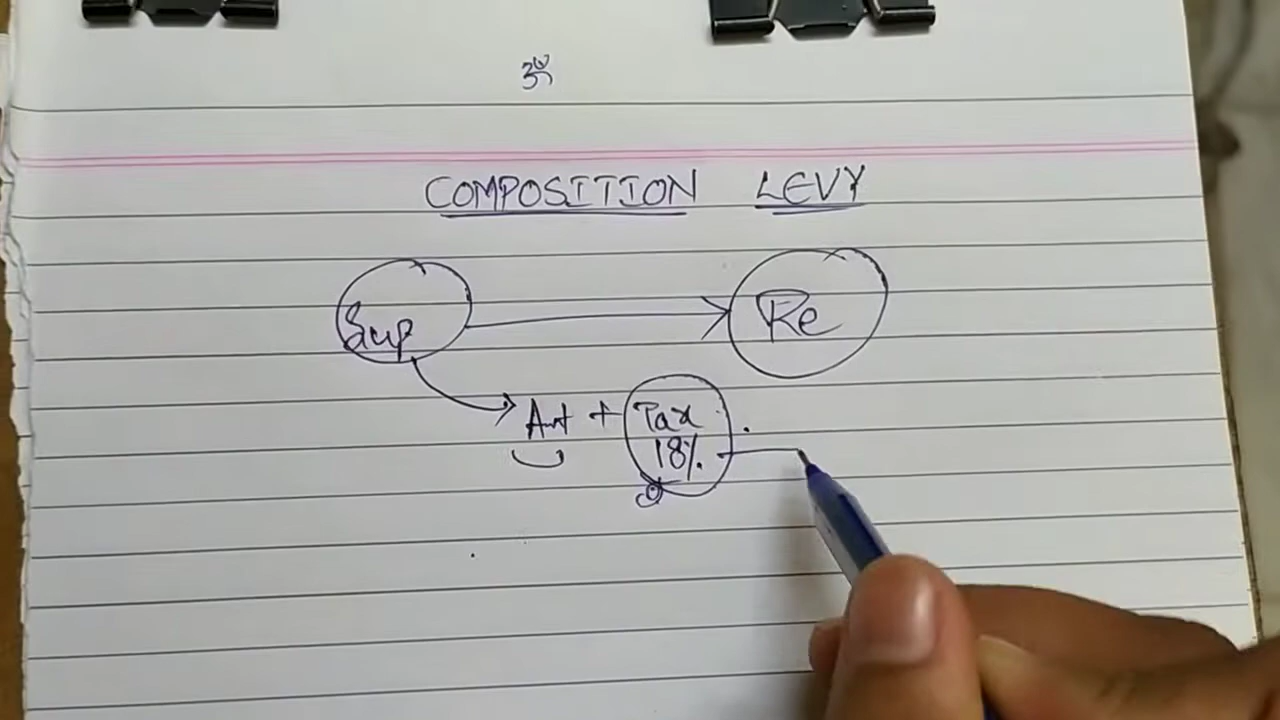 ॐ
COMPOSITION LEVY
Sup Re
Amt + Tax
18%